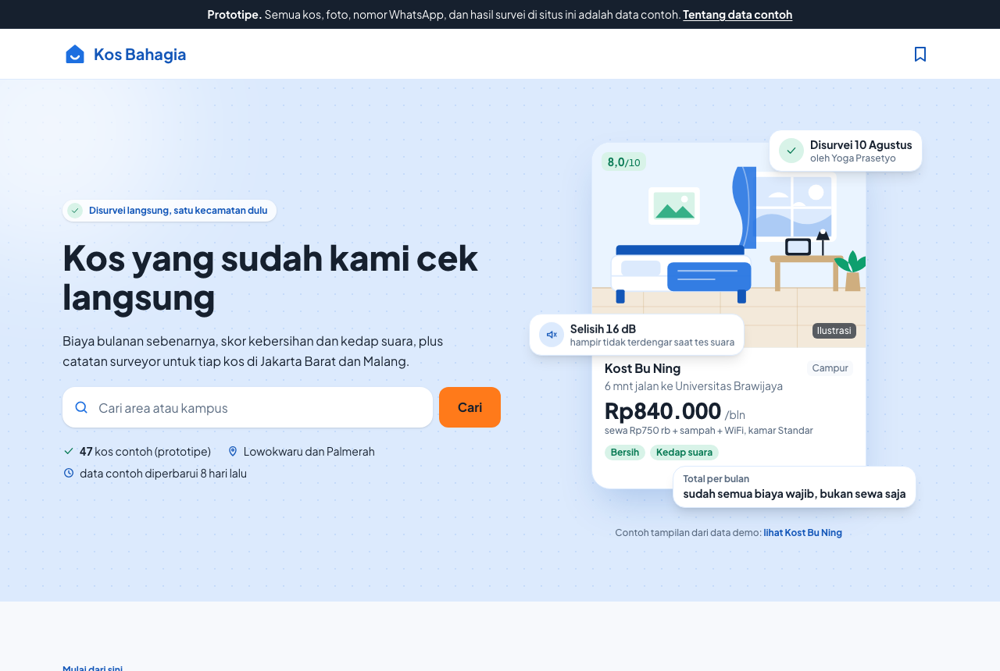 Prototipe. Semua kos, foto, nomor WhatsApp, dan hasil survei di situs ini adalah data contoh. Tentang data contoh
Kos Bahagia
Disurvei langsung, satu kecamatan dulu
Kos yang sudah kami cek
langsung
Biaya bulanan sebenarnya, skor kebersihan dan kedap suara, plus
catatan surveyor untuk tiap kos di Jakarta Barat dan Malang.
Cari area atau kampus
Cari
47 kos contoh (prototipe)
Lowokwaru dan Palmerah
data contoh diperbarui 8 hari lalu
8,0/10
Disurvei 10 Agustus
oleh Yoga Prasetyo
Selisih 16 dB
hampir tidak terdengar saat tes suara
Ilustrasi
Kost Bu Ning
Campur
6 mnt jalan ke Universitas Brawijaya
Rp840.000 /bln
sewa Rp750 rb + sampah + WiFi, kamar Standar
Bersih
Kedap suara
Total per bulan
sudah semua biaya wajib, bukan sewa saja
Contoh tampilan dari data demo: lihat Kost Bu Ning
Mulai dari sini